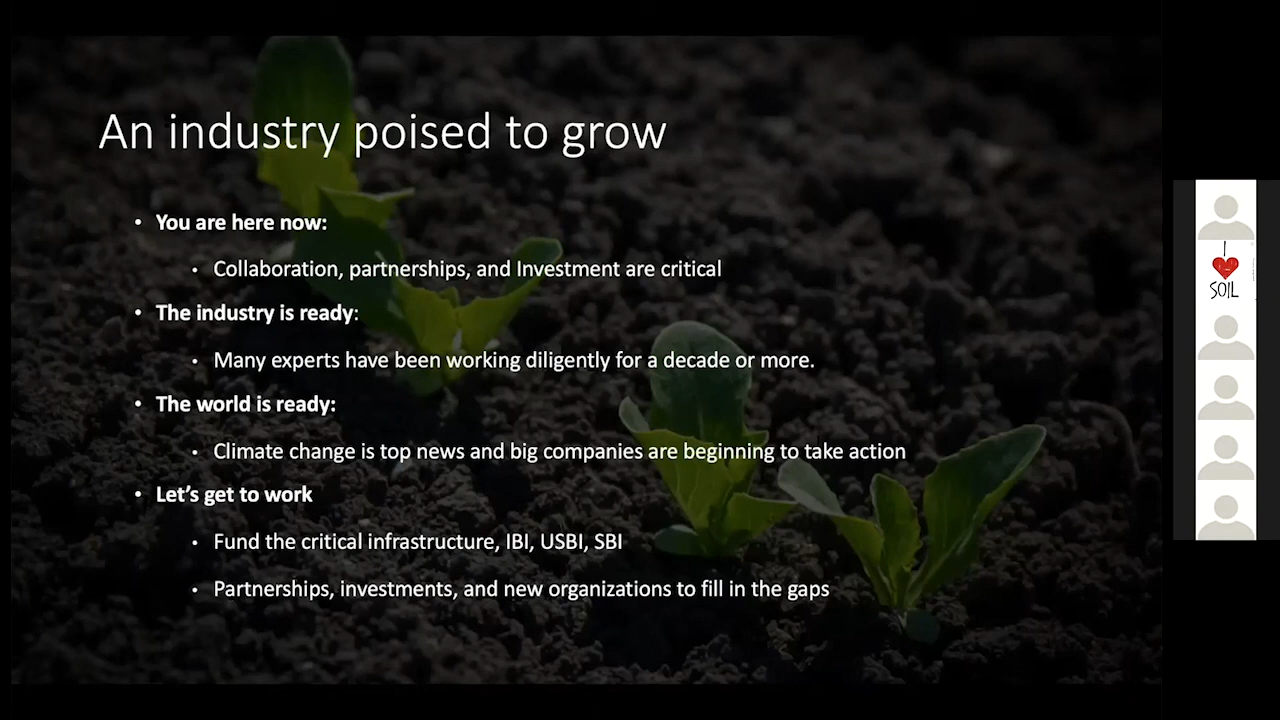 An industry poised to grow
• You are here now:
• Collaboration, partnerships, and Investment are critical
• The industry is ready:
• Many experts have been working diligently for a decade or more.
• The world is ready:
• Climate change is top news and big companies are beginning to take action
• Let's get to work
• Fund the critical infrastructure, IBI, USBI, SBI
• Partnerships, investments, and new organizations to fill in the gaps
I
SOIL